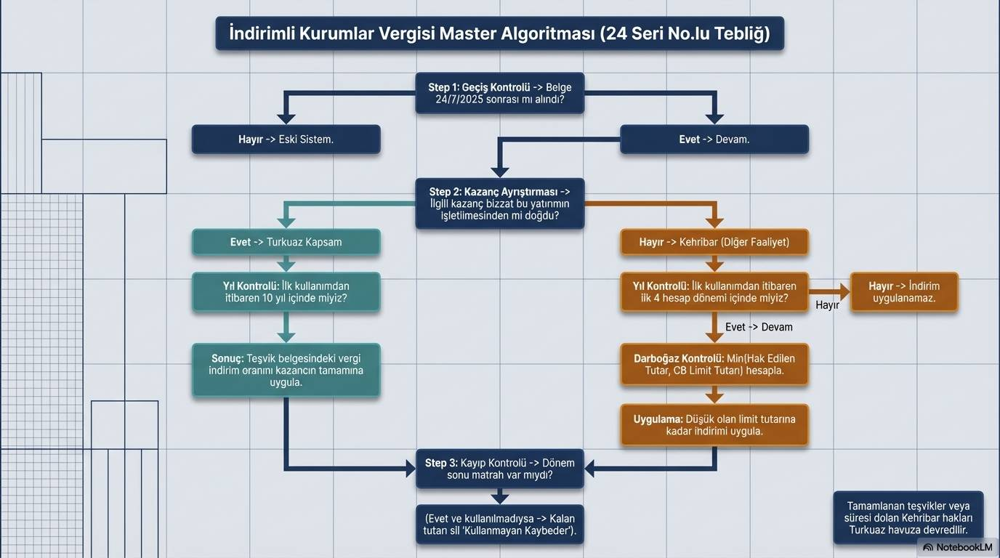 İndirimli Kurumlar Vergisi Master Algoritması (24 Seri No.lu Tebliğ)
Step 1: Geçiş Kontrolü -> Belge
24/7/2025 sonrası mı alındı?
Hayır -> Eski Sistem.
Evet -> Devam.
Step 2: Kazanç Ayrıştırması ->
İlgill kazanç bizzat bu yatırımın
işletiimesinden mi doğdu?
Evet -> Turkuaz Kapsam
Yıl Kontrolü: İlk kullanımdan
itibaren 10 yıl içinde miyiz?
Sonuç: Teşvik belgesindeki vergi
indirim oranını kazancın tamamına
uygula.
Hayır -> Kehribar (Diğer Faaliyet)
Yıl Kontrolü: İlk kullanımdan itibaren
ilk 4 hesap dönemi içinde miyiz?
Hayır
Hayır -> İndirim
uygulanamaz.
Evet -> Devam
Darboğaz Kontrolü: Min(Hak Edilen
Tutar, CB Limit Tutarı) hesapla.
Uygulama: Düşük olan limit tutarına
kadar indirimi uygula.
Step 3: Kayıp Kontrolü -> Dönem
sonu matrah var mıydı?
(Evet ve kullanılmadıysa -> Kalan
tutarı sil 'Kullanmayan Kaybeder').
Tamamlanan teşvikler veya
süresi dolan Kehribar hakları
Turkuaz havuza devredilir.
NotebookLM